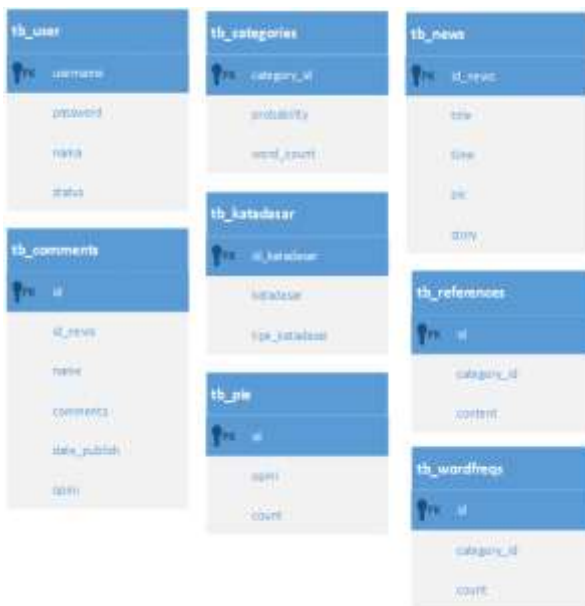 tb_user
PK username
password
name
status
tb_comments
PK id
id_news
name
comments
date_publish
opini
tb_categories
PK category_id
probability
word_count
tb_katadasar
PK id_katadasar
katadasar
tipe_katadasar
tb_pie
PK id
opini
count
tb_news
PK id_news
title
time
pic
story
tb_references
PK id
category_id
content
tb_wordfreqs
PK id
category_id
count